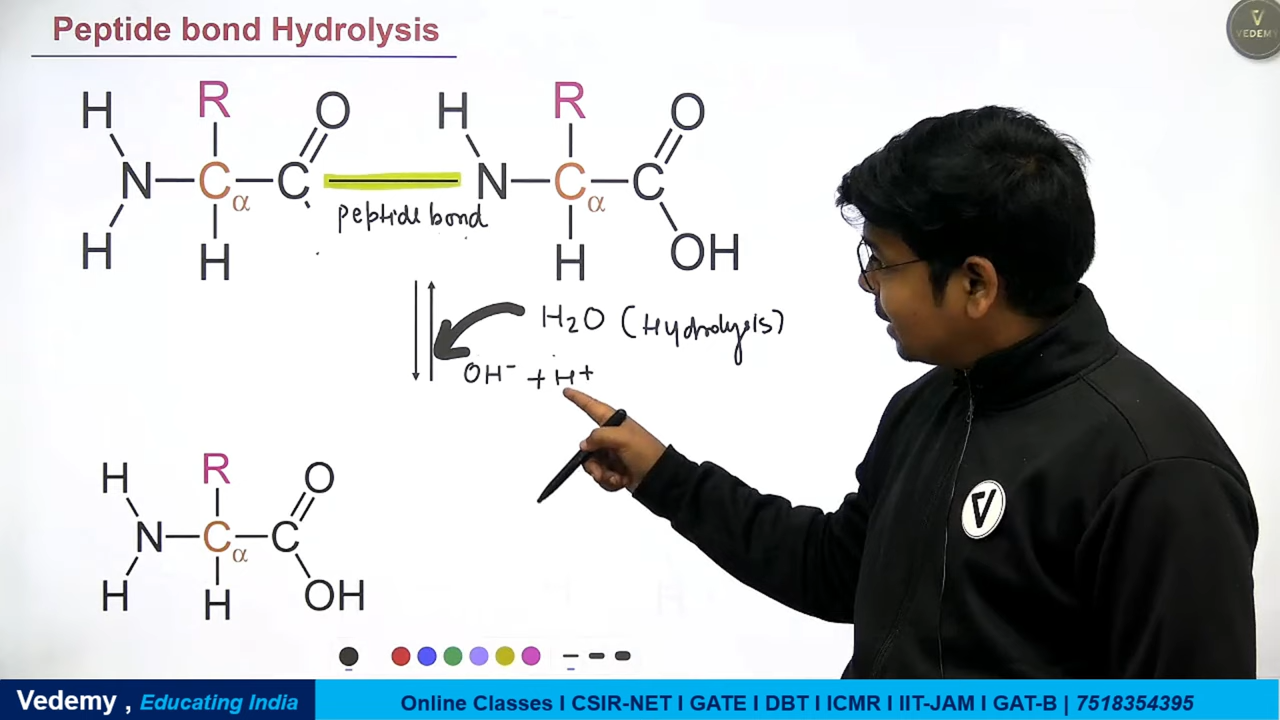 Peptide bond Hydrolysis
VEDEMY
H R O H R O
N C α C N C α C
peptide bond
H H H OH
H₂O (Hydrolysis)
OH⁻ + H⁺
H R O
N C α C
H H OH
Vedemy , Educating India
Online Classes I CSIR-NET I GATE I DBT I ICMR I IIT-JAM I GAT-B | 7518354395